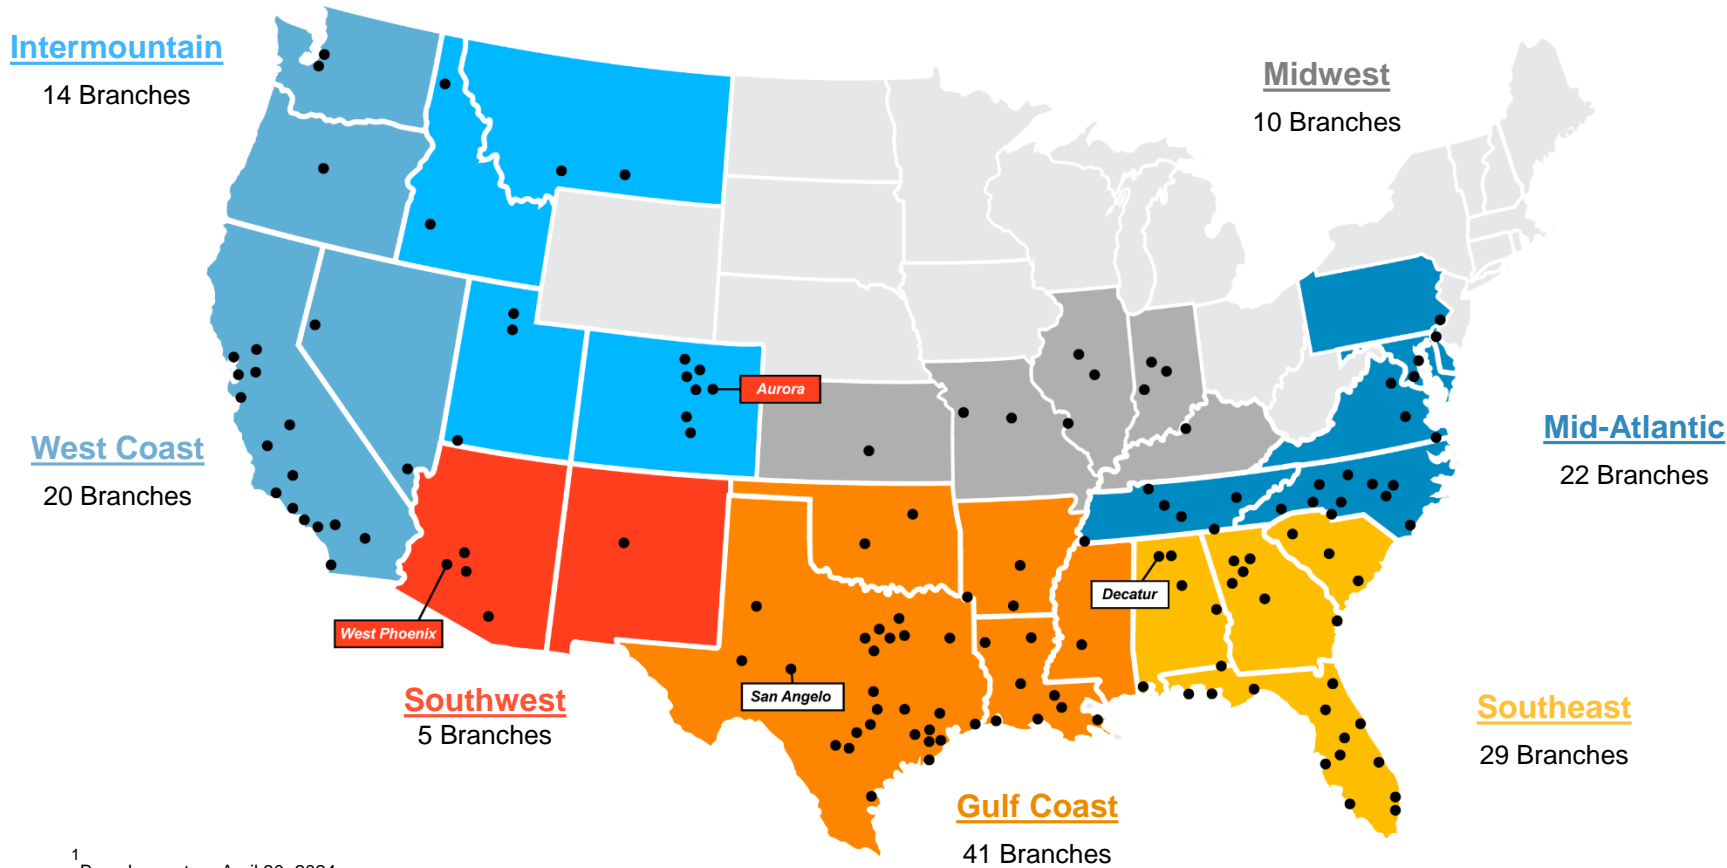 Intermountain
14 Branches
Midwest
10 Branches
Aurora
West Coast
20 Branches
Mid-Atlantic
22 Branches
Decatur
West Phoenix
San Angelo
Southwest
5 Branches
Southeast
29 Branches
Gulf Coast
41 Branches
1